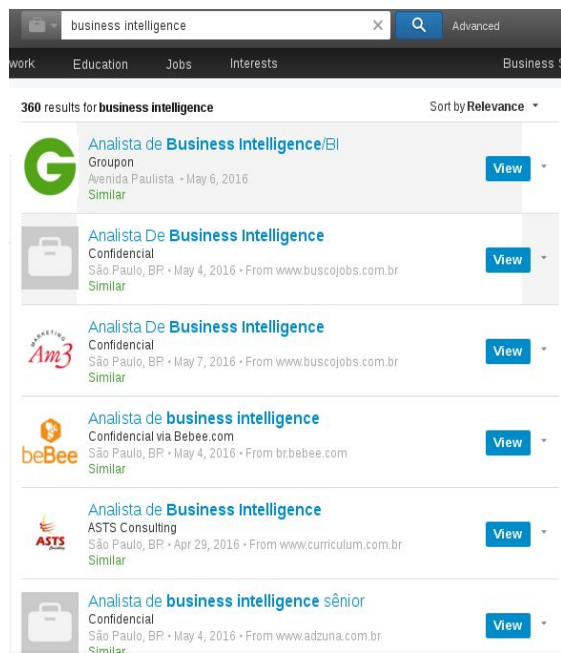 business intelligence
Advanced
work Education Jobs Interests Business S
360 results for business intelligence
Sort by Relevance
Analista de Business Intelligence/BI
Groupon
Avenida Paulista • May 6, 2016
Similar
View
Analista De Business Intelligence
Confidencial
São Paulo, BR • May 4, 2016 • From www.buscojobs.com.br
Similar
View
MARKETING
Am3
Analista De Business Intelligence
Confidencial
São Paulo, BR • May 7, 2016 • From www.buscojobs.com.br
Similar
View
beBee
Analista de business intelligence
Confidencial via Bebee.com
São Paulo, BR • May 4, 2016 • From br.bebee.com
Similar
View
ASTS
Consulting
Analista de Business Intelligence
ASTS Consulting
São Paulo, BR • Apr 29, 2016 • From www.curriculum.com.br
Similar
View
Analista de business intelligence sênior
Confidencial
São Paulo, BR • May 4, 2016 • From www.adzuna.com.br
Similar
View